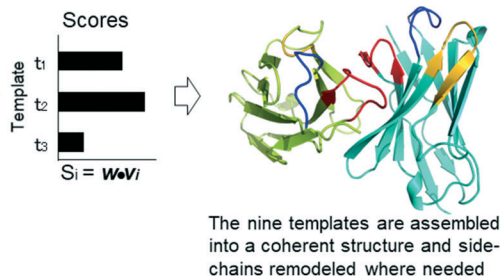 Scores
Template
t1
t2
t3
Si = w•vi
The nine templates are assembled
into a coherent structure and side-
chains remodeled where needed